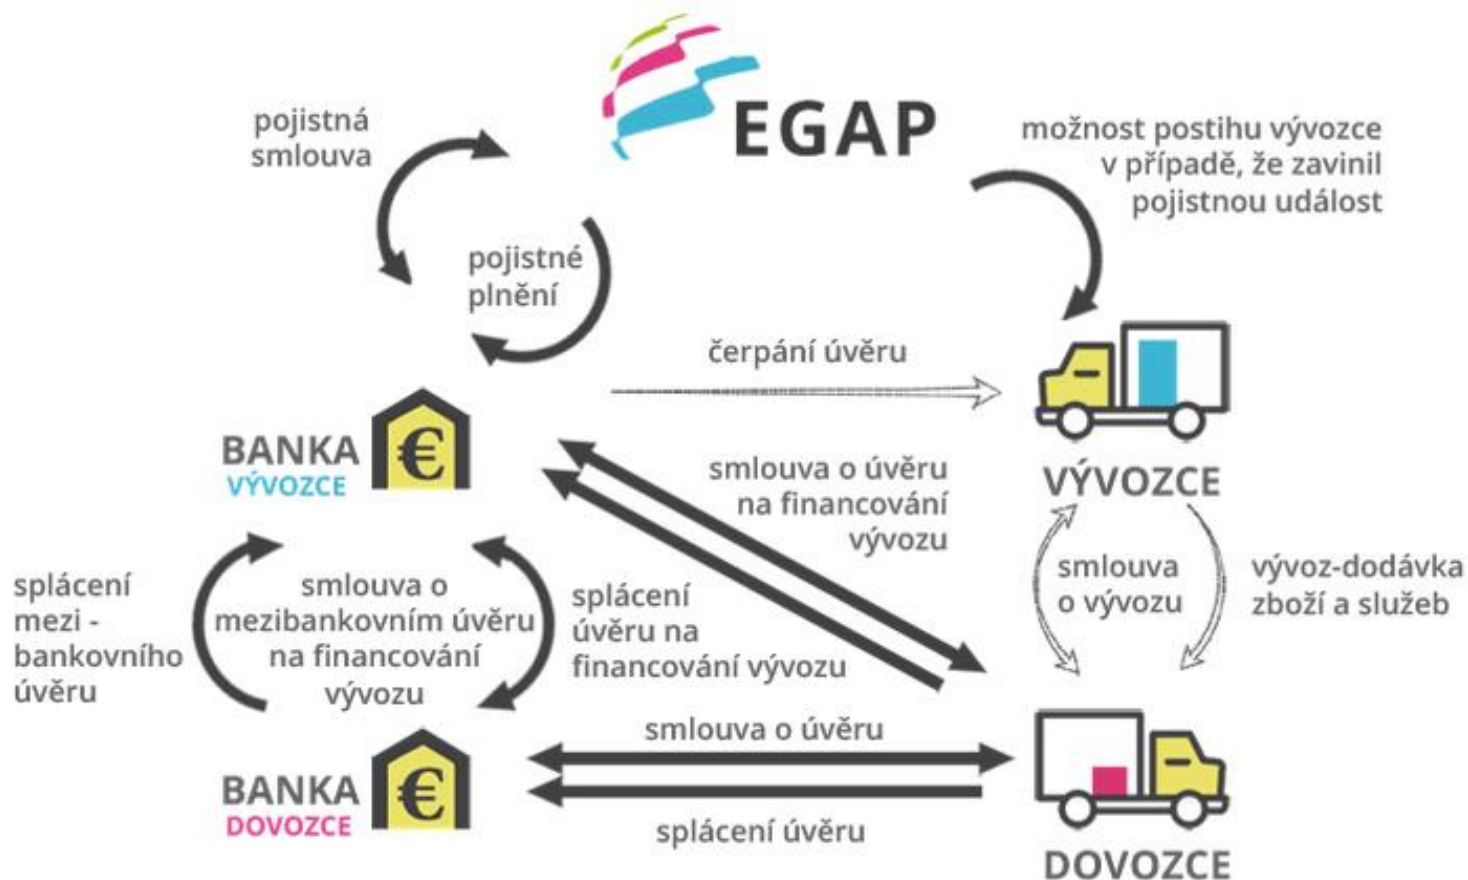 EGAP
pojistná
smlouva
možnost postihu vývozce
v případě, že zavinil
pojistnou událost
pojistné
plnění
čerpání úvěru
BANKA
VÝVOZCE
€
smlouva o úvěru
na financování
vývozu
VÝVOZCE
splácení
mezi -
bankovního
úvěru
smlouva o
mezibankovním úvěru
na financování
vývozu
splácení
úvěru na
financování vývozu
smlouva
o vývozu
vývoz-dodávka
zboží a služeb
smlouva o úvěru
BANKA
DOVOZCE
€
splácení úvěru
DOVOZCE